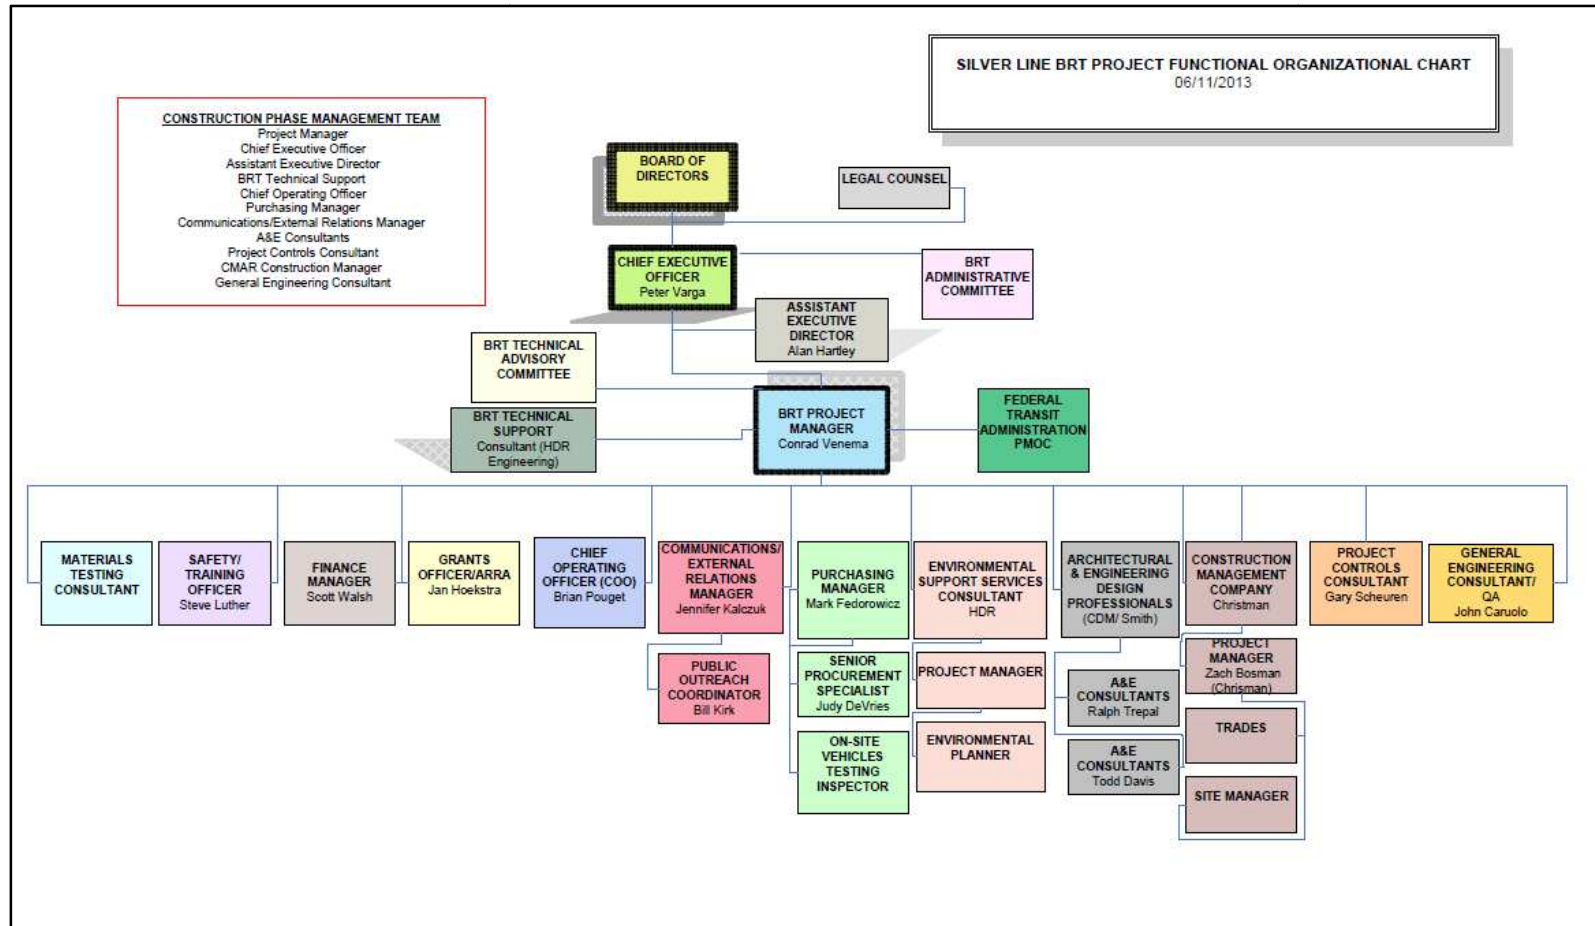 SILVER LINE BRT PROJECT FUNCTIONAL ORGANIZATIONAL CHART
06/11/2013
CONSTRUCTION PHASE MANAGEMENT TEAM
Project Manager
Chief Executive Officer
Assistant Executive Director
BRT Technical Support
Chief Operating Officer
Purchasing Manager
Communications/External Relations Manager
A&E Consultants
Project Controls Consultant
CMAR Construction Manager
General Engineering Consultant
BOARD OF
DIRECTORS
LEGAL COUNSEL
CHIEF EXECUTIVE
OFFICER
Peter Varga
BRT
ADMINISTRATIVE
COMMITTEE
ASSISTANT
EXECUTIVE
DIRECTOR
Alan Hartley
BRT TECHNICAL
ADVISORY
COMMITTEE
BRT TECHNICAL
SUPPORT
Consultant (HDR
Engineering)
BRT PROJECT
MANAGER
Conrad Venema
FEDERAL
TRANSIT
ADMINISTRATION
PMOC
MATERIALS
TESTING
CONSULTANT
SAFETY/
TRAINING
OFFICER
Steve Luther
FINANCE
MANAGER
Scott Walsh
GRANTS
OFFICER/ARRA
Jan Hoekstra
CHIEF
OPERATING
OFFICER (COO)
Brian Pouget
COMMUNICATIONS/
EXTERNAL
RELATIONS
MANAGER
Jennifer Kalczuk
PUBLIC
OUTREACH
COORDINATOR
Bill Kirk
PURCHASING
MANAGER
Mark Fedorowicz
SENIOR
PROCUREMENT
SPECIALIST
Judy DeVries
ON-SITE
VEHICLES
TESTING
INSPECTOR
ENVIRONMENTAL
SUPPORT SERVICES
CONSULTANT
HDR
PROJECT MANAGER
ENVIRONMENTAL
PLANNER
ARCHITECTURAL
& ENGINEERING
DESIGN
PROFESSIONALS
(CDM/ Smith)
A&E
CONSULTANTS
Ralph Trepal
A&E
CONSULTANTS
Todd Davis
CONSTRUCTION
MANAGEMENT
COMPANY
Christman
PROJECT
MANAGER
Zach Bosman
(Chrisman)
TRADES
SITE MANAGER
PROJECT
CONTROLS
CONSULTANT
Gary Scheuren
GENERAL
ENGINEERING
CONSULTANT/
QA
John Caruolo